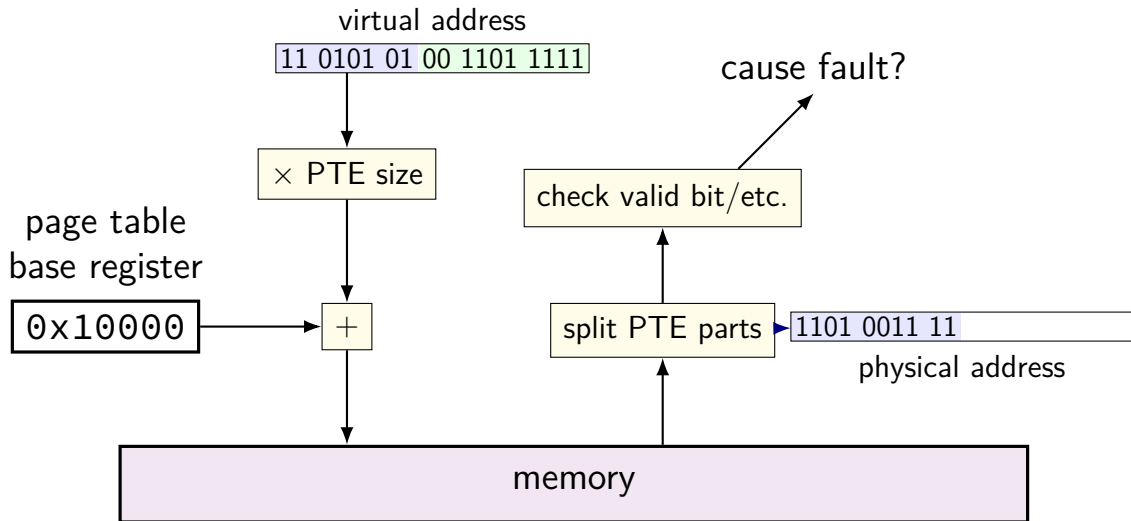 virtual address
11 0101 01 00 1101 1111
cause fault?
× PTE size
check valid bit/etc.
page table
base register
0x10000
+
split PTE parts
1101 0011 11
physical address
memory